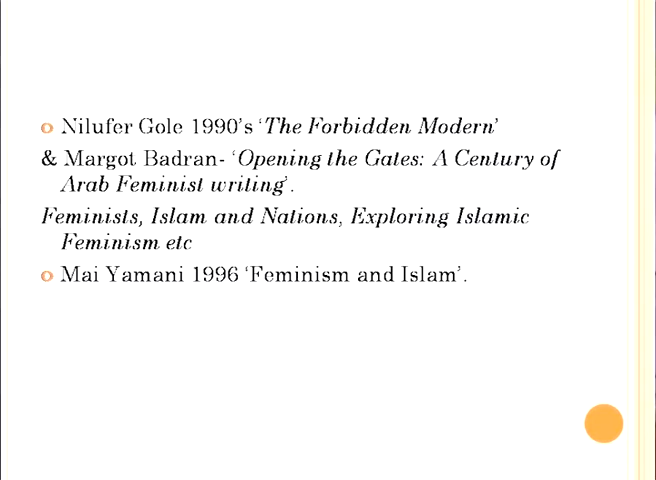 Nilufer Gole 1990's 'The Forbidden Modern'
& Margot Badran- 'Opening the Gates: A Century of
Arab Feminist writing'.
Feminists, Islam and Nations, Exploring Islamic
Feminism etc
Mai Yamani 1996 'Feminism and Islam'.